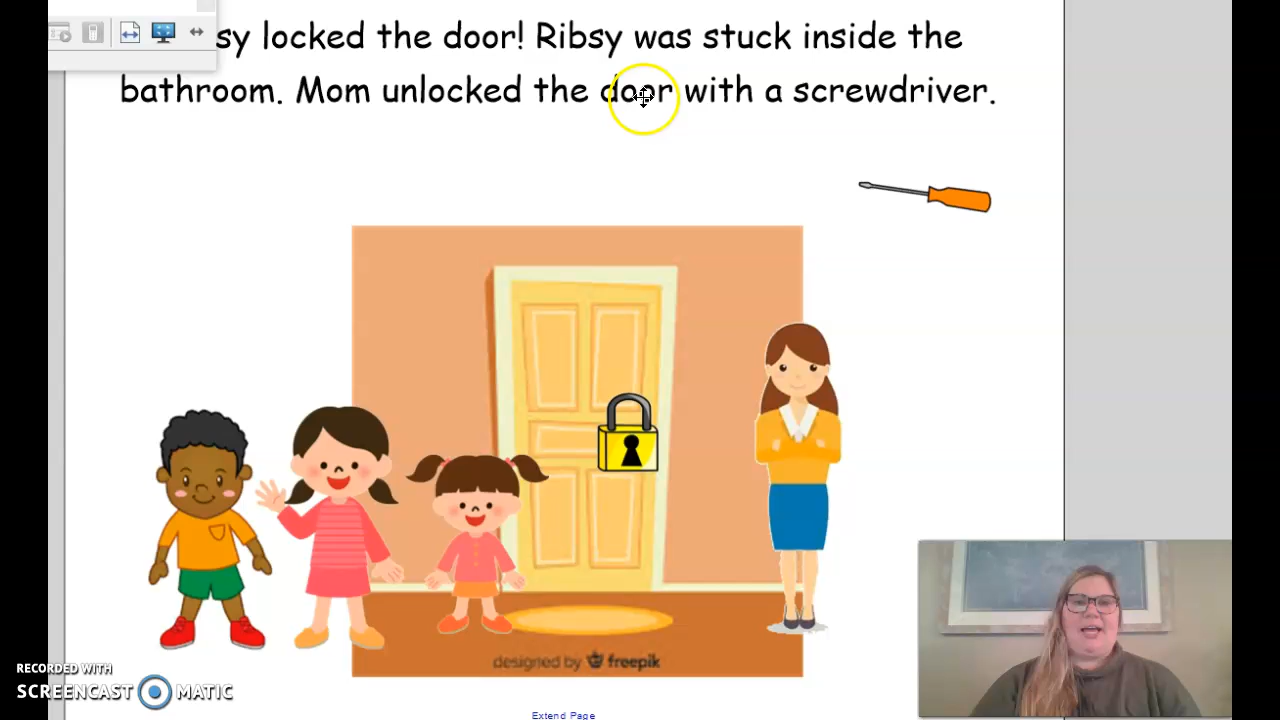 sy locked the door! Ribsy was stuck inside the
bathroom. Mom unlocked the door with a screwdriver.
designed by freepik
RECORDED WITH
SCREENCAST MATIC
Extend Page